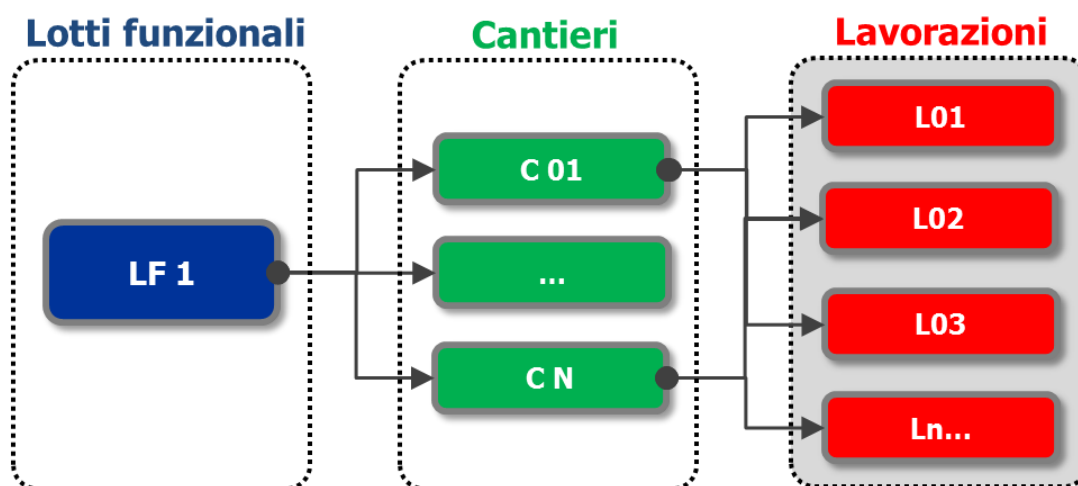 Lotti funzionali
Cantieri
Lavorazioni
LF 1
C 01
...
C N
L01
L02
L03
Ln...